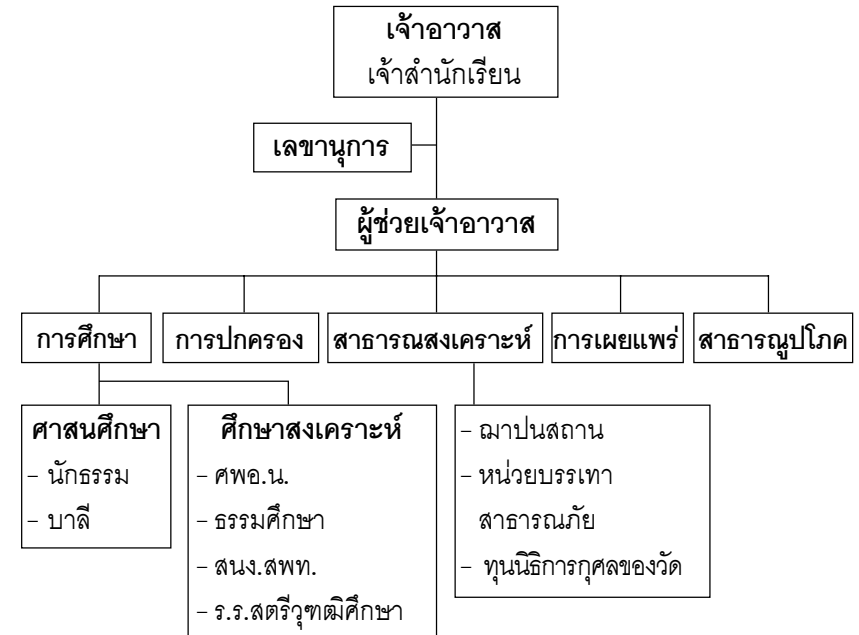 เจ้าอาวาส
เจ้าสำนักเรียน
เลขานุการ
ผู้ช่วยเจ้าอาวาส
การศึกษา
การปกครอง
สาธารณสงเคราะห์
การเผยแพร่
สาธารณูปโภค
ศาสนศึกษา
– นักธรรม
– บาลี
ศึกษาสงเคราะห์
– ศพอ.น.
– ธรรมศึกษา
– สนง.สพท.
– ร.ร.สตรีวุฑฒิศึกษา
– ฌาปนสถาน
– หน่วยบรรเทา
สาธารณภัย
– ทุนนิธิการกุศลของวัด